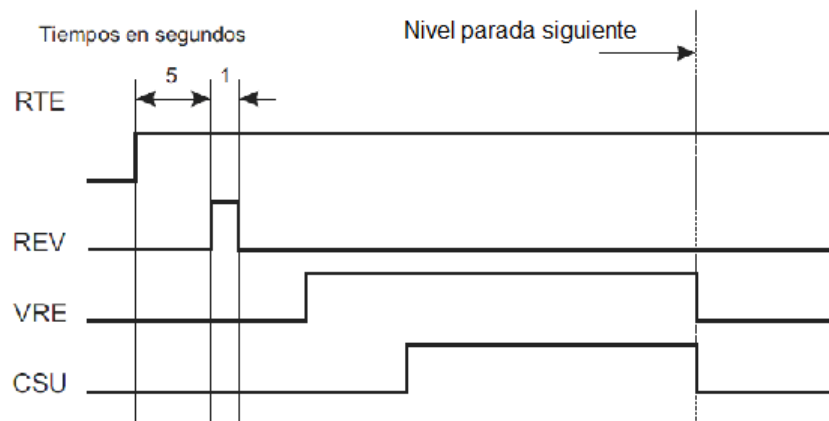 Tiempos en segundos
Nivel parada siguiente
5
1
RTE
REV
VRE
CSU